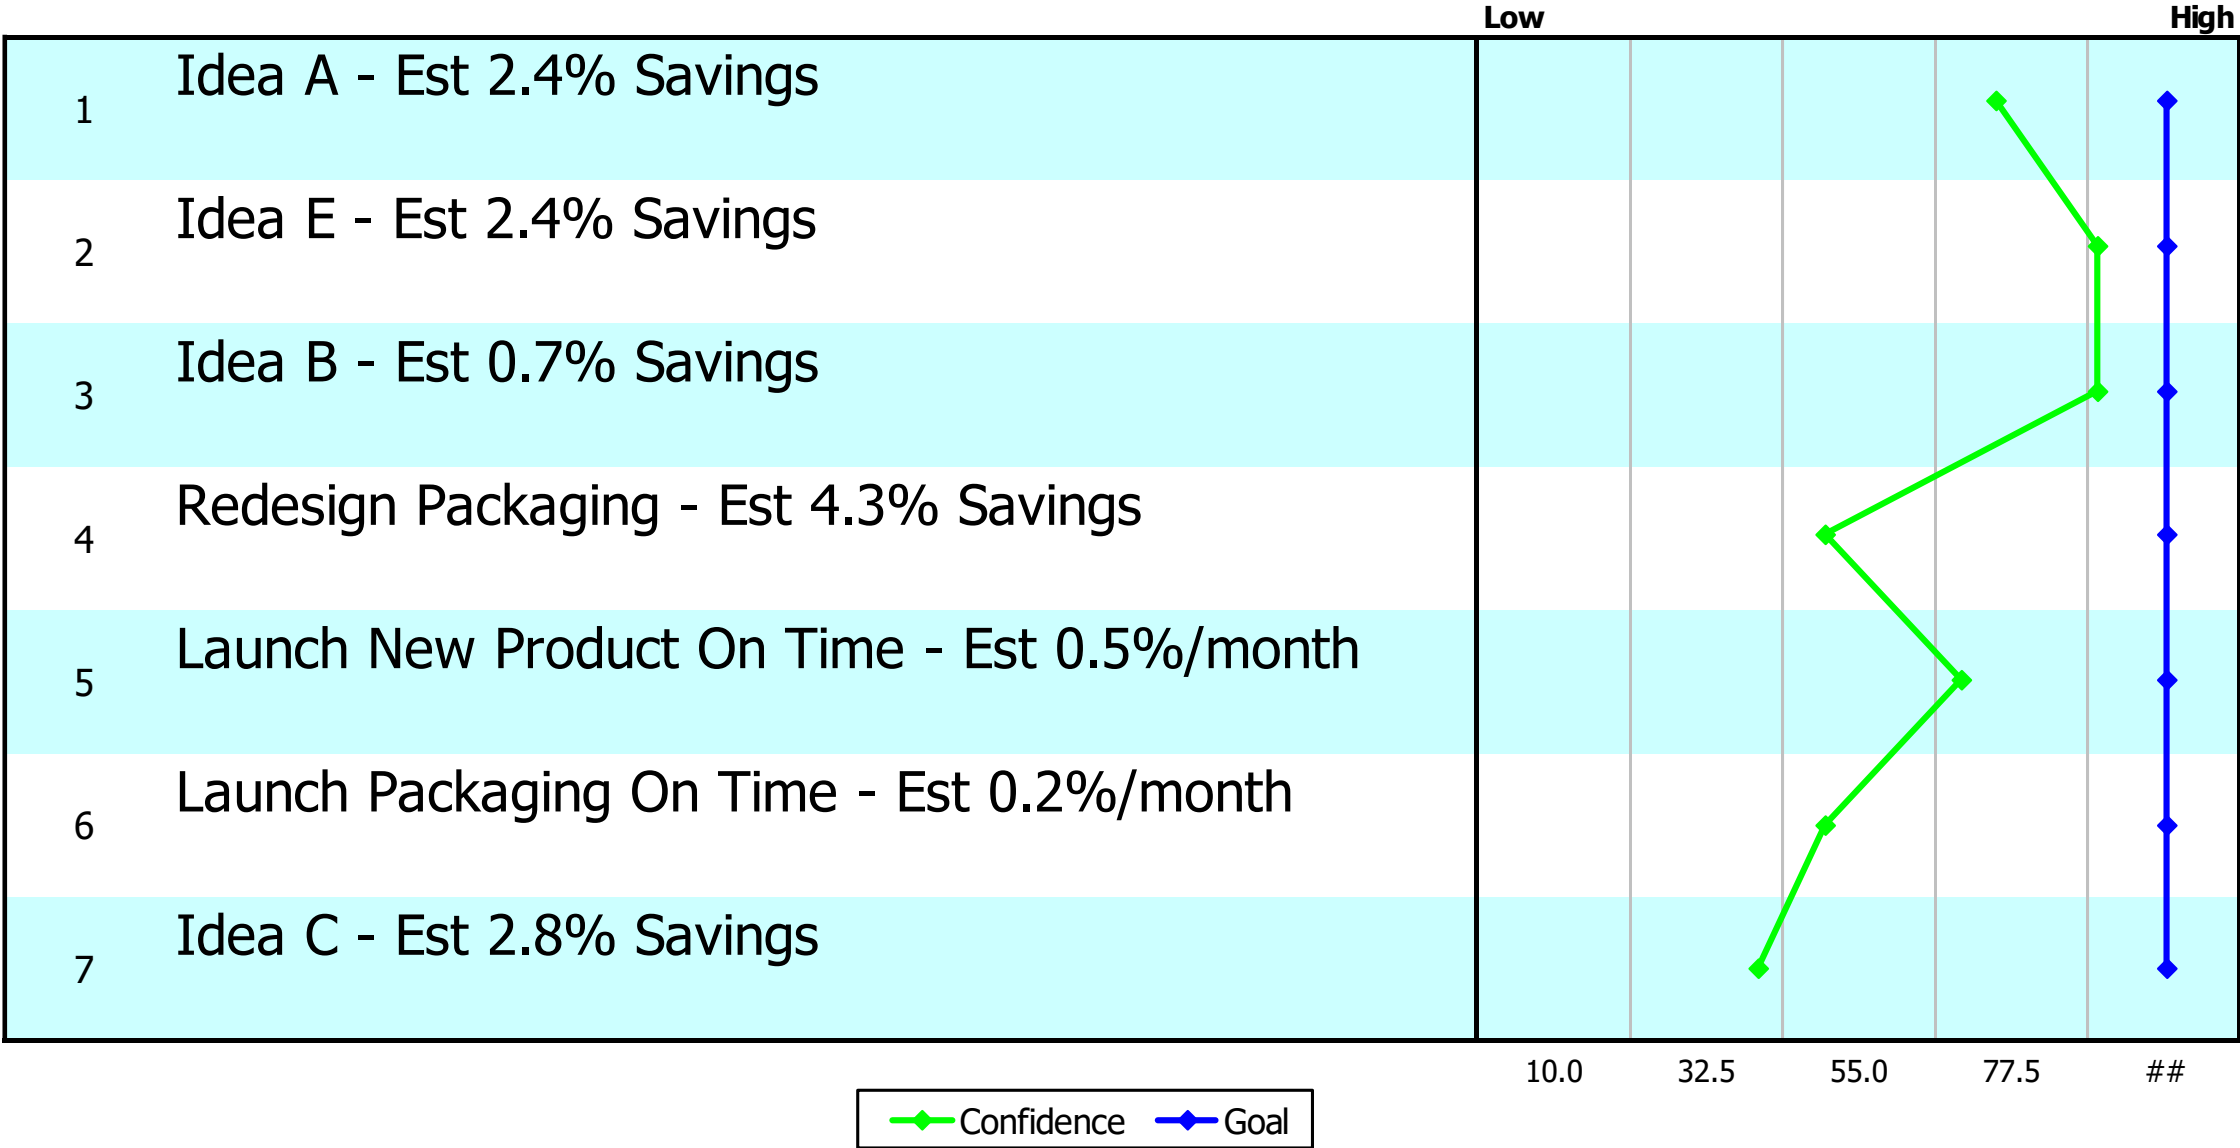 Low High
1 Idea A - Est 2.4% Savings
2 Idea E - Est 2.4% Savings
3 Idea B - Est 0.7% Savings
4 Redesign Packaging - Est 4.3% Savings
5 Launch New Product On Time - Est 0.5%/month
6 Launch Packaging On Time - Est 0.2%/month
7 Idea C - Est 2.8% Savings
10.0 32.5 55.0 77.5 ##
Confidence Goal